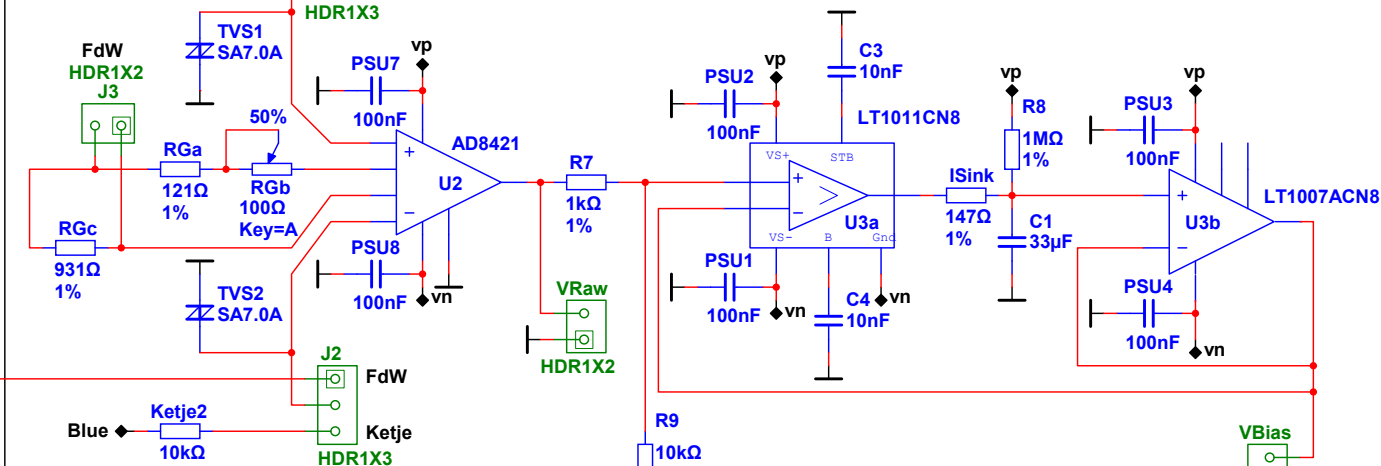 HDR1X3
TVS1
SA7.0A
FdW
HDR1X2
J3
50%
RGa
121Ω
1%
RGb
100Ω
Key=A
RGc
931Ω
1%
TVS2
SA7.0A
vp
PSU7
100nF
AD8421
+
U2
−
PSU8
100nF
vn
R7
1kΩ
1%
VRaw
HDR1X2
J2
FdW
Ketje
HDR1X3
Blue
Ketje2
10kΩ
R9
10kΩ
vp
PSU2
100nF
C3
10nF
LT1011CN8
VS+
STB
+
−
U3a
VS-
B
Gnd
PSU1
100nF
vn
C4
10nF
vn
ISink
147Ω
1%
vp
R8
1MΩ
1%
C1
33µF
vp
PSU3
100nF
LT1007ACN8
+
U3b
−
PSU4
100nF
vn
VBias